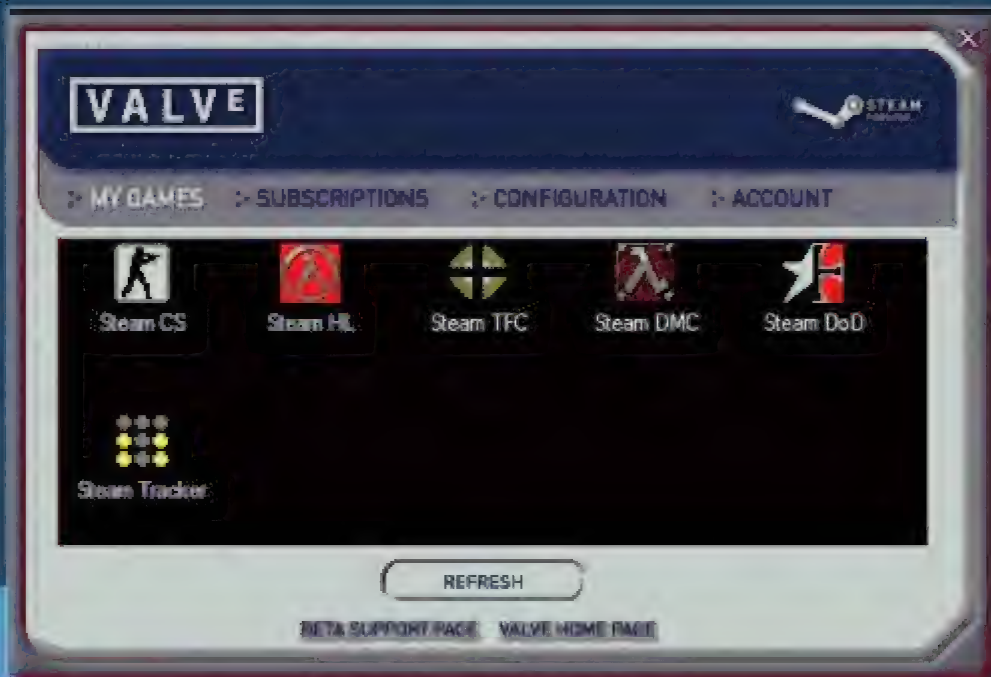 VALVE
STEAM
:- MY GAMES :- SUBSCRIPTIONS :- CONFIGURATION :- ACCOUNT
Steam CS Steam HL Steam TFC Steam DMC Steam DoD
Steam Tracker
REFRESH
BETA SUPPORT PAGE VALVE HOME PAGE